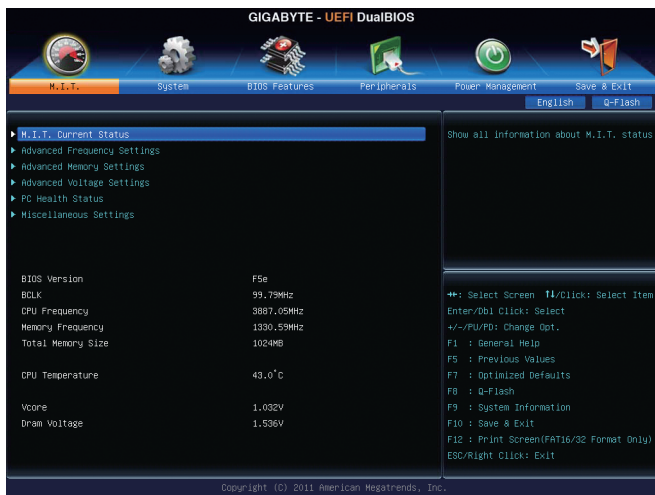 GIGABYTE - UEFI DualBIOS
M.I.T.
System
BIOS Features
Peripherals
Power Management
Save & Exit
English
Q-Flash
M.I.T. Current Status
Advanced Frequency Settings
Advanced Memory Settings
Advanced Voltage Settings
PC Health Status
Miscellaneous Settings
Show all information about M.I.T. status
BIOS Version F5e
BCLK 99.79MHz
CPU Frequency 3887.05MHz
Memory Frequency 1330.59MHz
Total Memory Size 1024MB
CPU Temperature 43.0°C
Vcore 1.032V
Dram Voltage 1.536V
→←: Select Screen ↑↓/Click: Select Item
Enter/Dbl Click: Select
+/-/PU/PD: Change Opt.
F1 : General Help
F5 : Previous Values
F7 : Optimized Defaults
F8 : Q-Flash
F9 : System Information
F10 : Save & Exit
F12 : Print Screen(FAT16/32 Format Only)
ESC/Right Click: Exit
Copyright (C) 2011 American Megatrends, Inc.